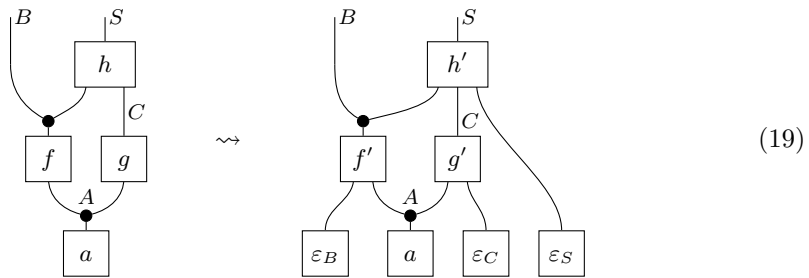 B S B S
h h′
C C
f g ⇝ f′ g′ (19)
A A
a ε_B a ε_C ε_S